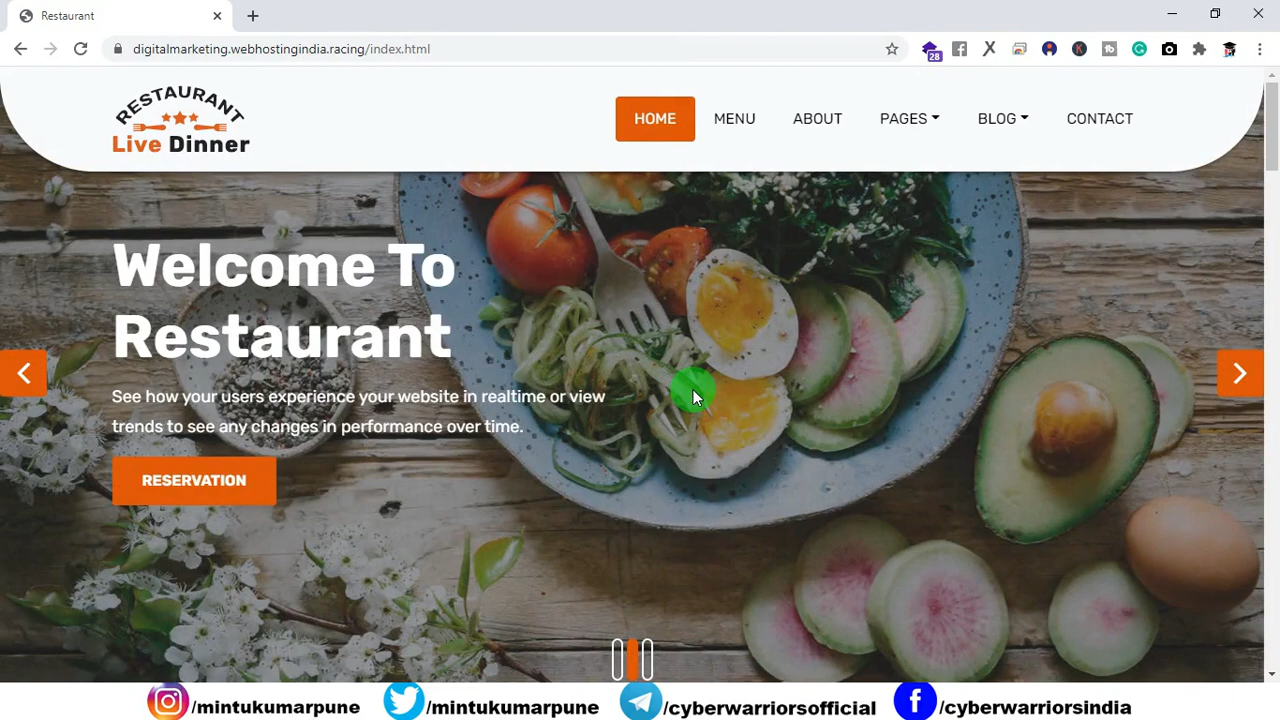 Restaurant
digitalmarketing.webhostingindia.racing/index.html
28
RESTAURANT
Live Dinner
HOME
MENU
ABOUT
PAGES
BLOG
CONTACT
Welcome To
Restaurant
See how your users experience your website in realtime or view
trends to see any changes in performance over time.
RESERVATION
/mintukumarpune
/mintukumarpune
/cyberwarriorsofficial
/cyberwarriorsindia